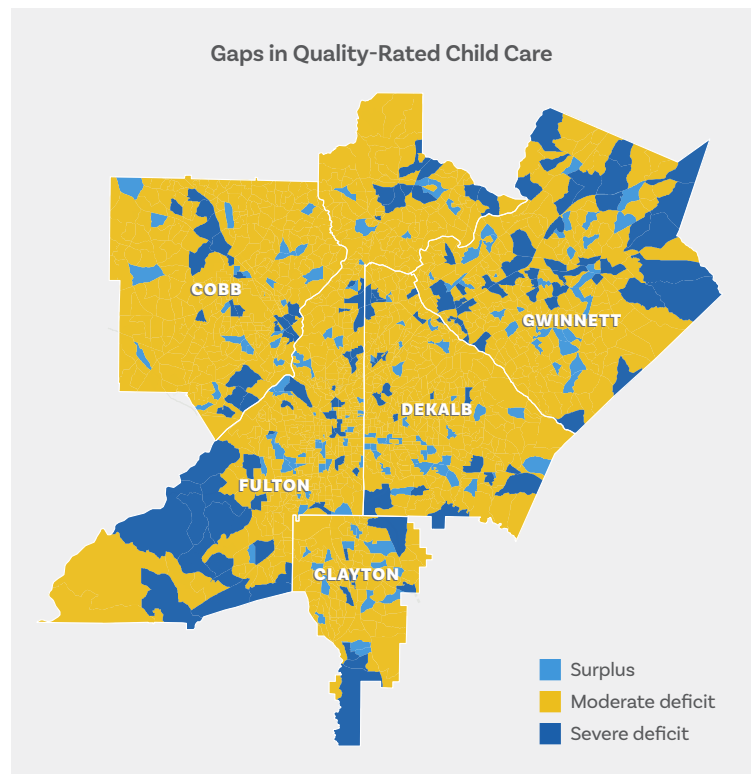 Gaps in Quality-Rated Child Care
COBB
GWINNETT
DEKALB
FULTON
CLAYTON
Surplus
Moderate deficit
Severe deficit